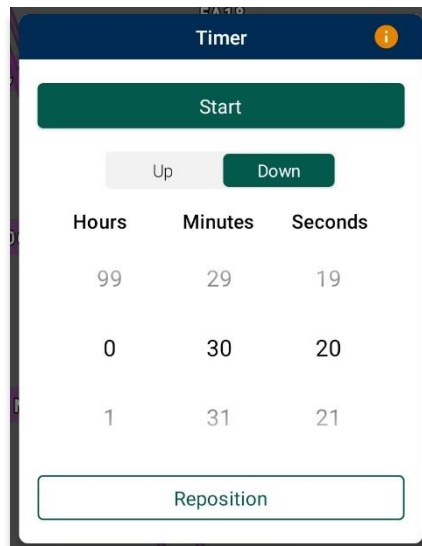 Timer
Start
Up Down
Hours Minutes Seconds
99 29 19
0 30 20
1 31 21
Reposition